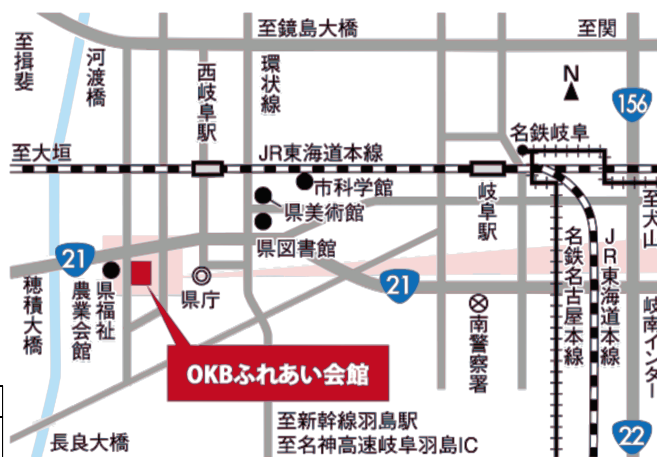 至鏡島大橋
至関
至揖斐
河渡橋
西岐阜駅
環状線
N
156
名鉄岐阜
至大垣
JR東海道本線
市科学館
県美術館
岐阜駅
至犬山
県図書館
21
穂積大橋
県福祉
農業会館
県庁
21
南警察署
名鉄名古屋本線
JR東海道本線
岐南インター
OKBふれあい会館
至新幹線羽島駅
至名神高速岐阜羽島IC
長良大橋
22